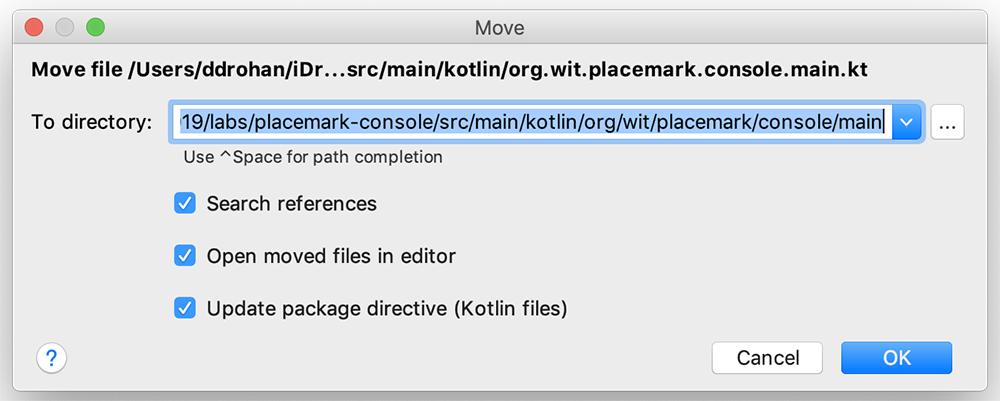 Move
Move file /Users/ddrohan/iDr...src/main/kotlin/org.wit.placemark.console.main.kt
To directory: 19/labs/placemark-console/src/main/kotlin/org/wit/placemark/console/main ...
Use ^Space for path completion
Search references
Open moved files in editor
Update package directive (Kotlin files)
? Cancel OK